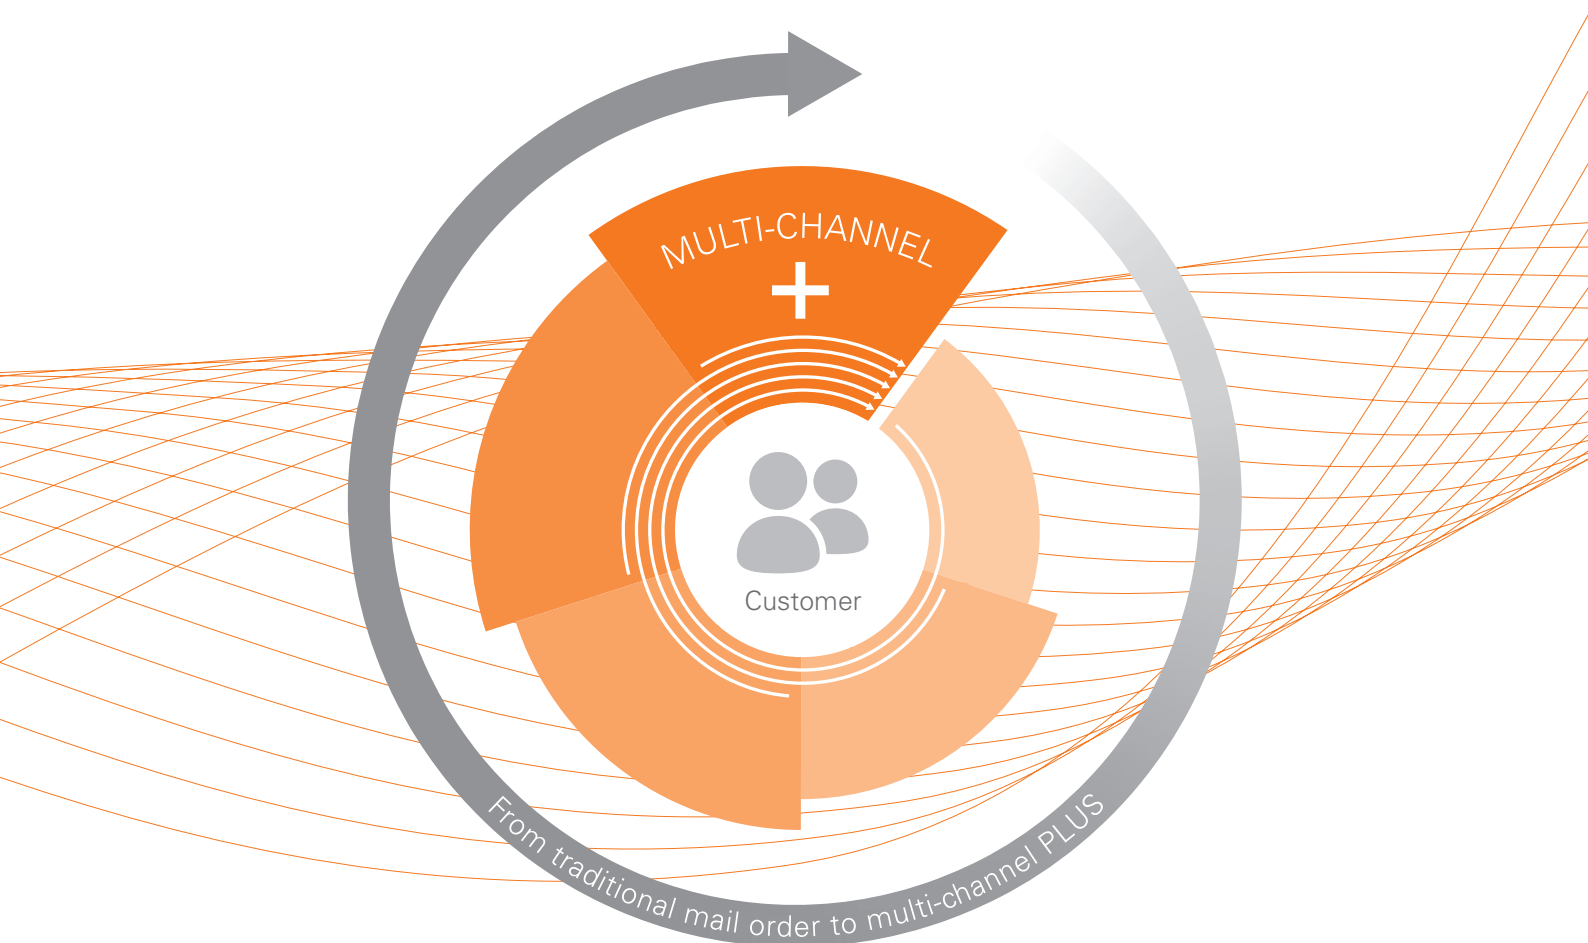 MULTI-CHANNEL
+
Customer
From traditional mail order to multi-channel PLUS